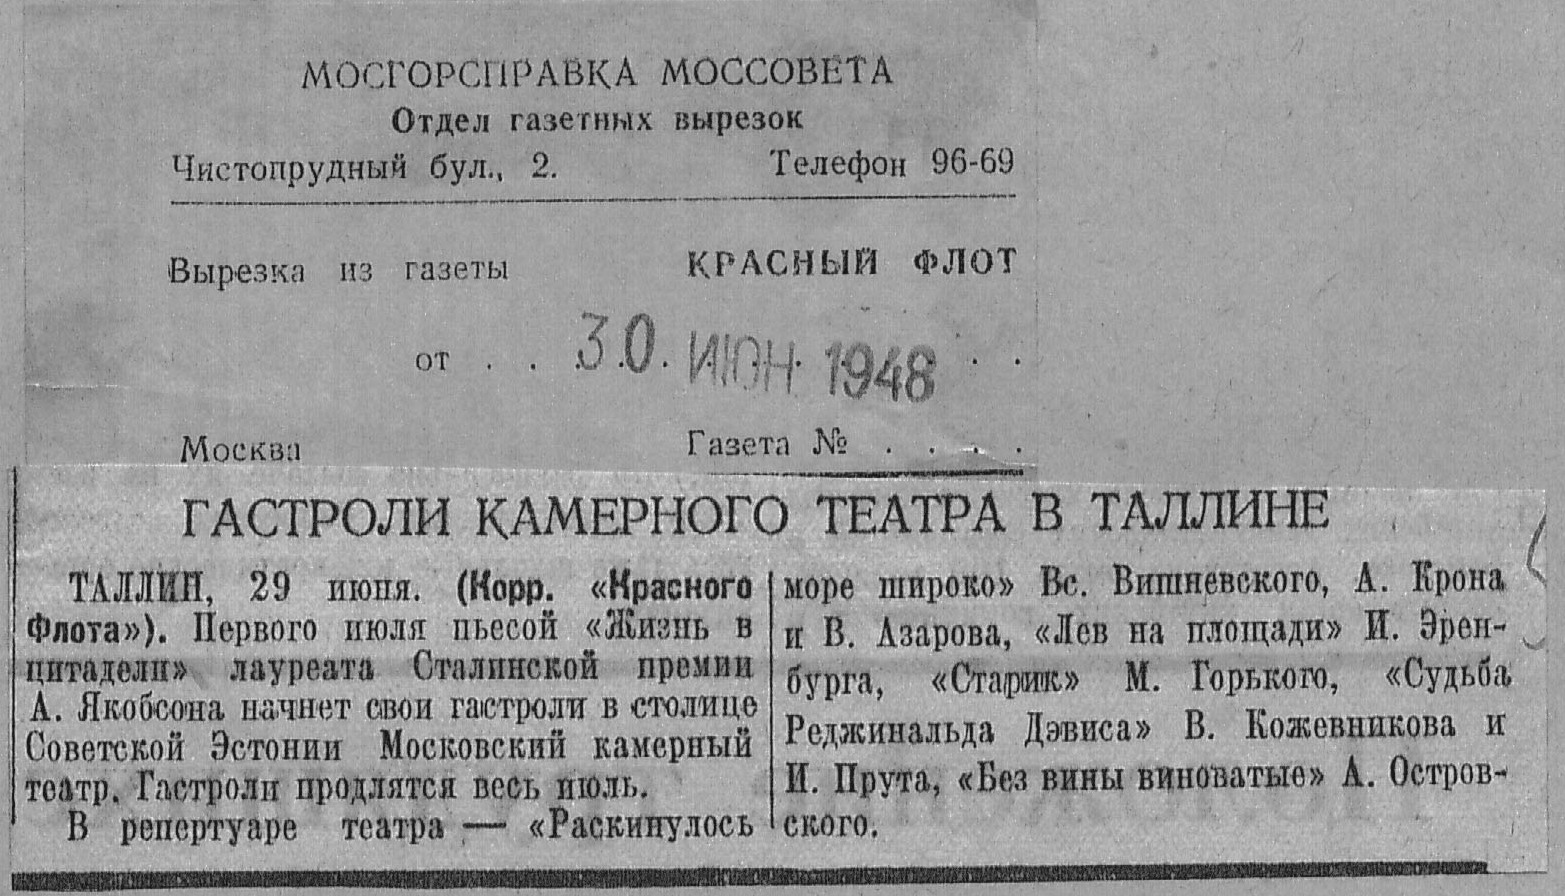 МОСГОРСПРАВКА МОССОВЕТА
Отдел газетных вырезок
Чистопрудный бул., 2. Телефон 96-69
Вырезка из газеты КРАСНЫЙ ФЛОТ
от . . 30. ИЮН. 1948 . .
Москва Газета № . . . .
ГАСТРОЛИ КАМЕРНОГО ТЕАТРА В ТАЛЛИНЕ
ТАЛЛИН, 29 июня. (Корр. «Красного
Флота»). Первого июля пьесой «Жизнь в
цитадели» лауреата Сталинской премии
А. Якобсона начнет свои гастроли в столице
Советской Эстонии Московский камерный
театр. Гастроли продлятся весь июль.
В репертуаре театра — «Раскинулось
море широко» Вс. Вишневского, А. Крона
и В. Азарова, «Лев на площади» И. Эрен-
бурга, «Старик» М. Горького, «Судьба
Реджинальда Дэвиса» В. Кожевникова и
И. Прута, «Без вины виноватые» А. Остров-
ского.